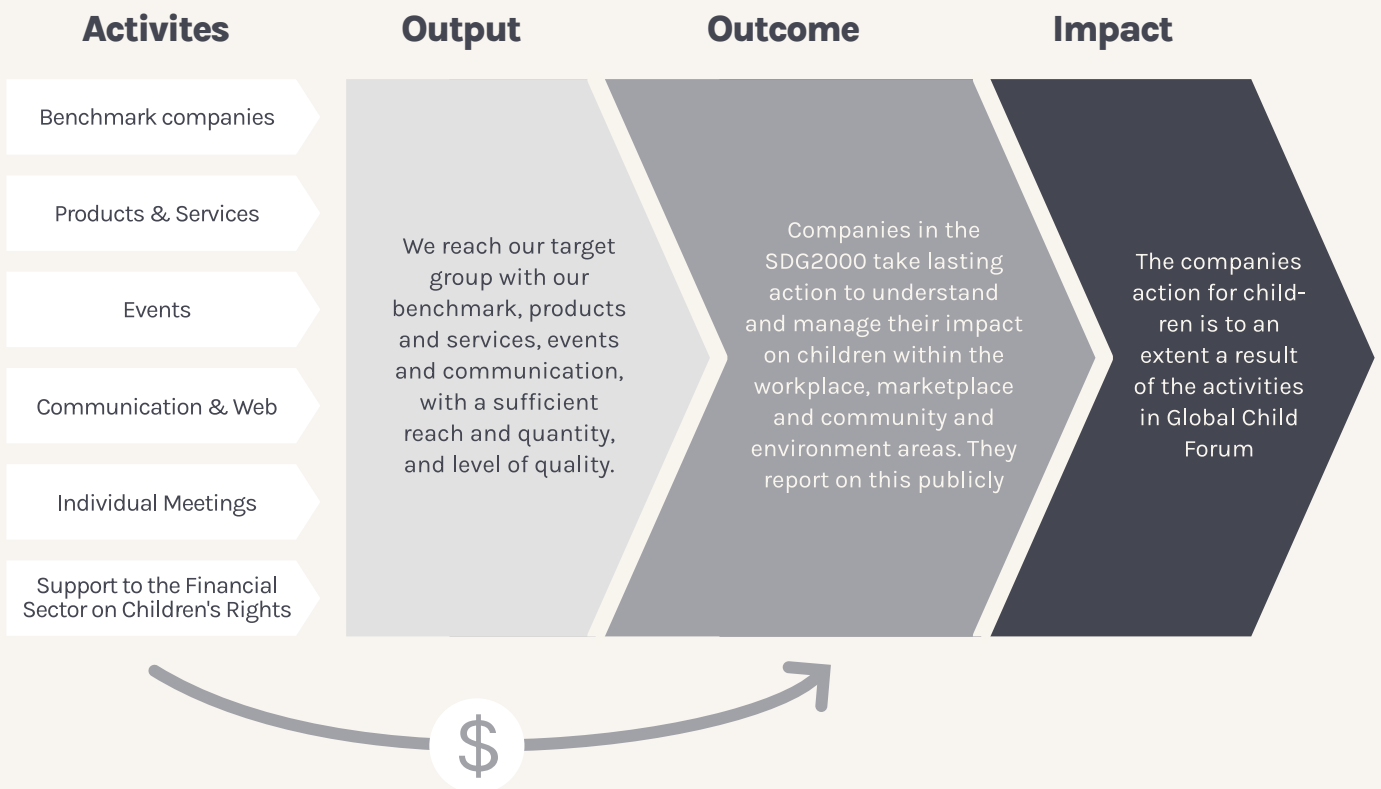 Activites
Output
Outcome
Impact
Benchmark companies
Products & Services
Events
Communication & Web
Individual Meetings
Support to the Financial
Sector on Children's Rights
We reach our target
group with our
benchmark, products
and services, events
and communication,
with a sufficient
reach and quantity,
and level of quality.
Companies in the
SDG2000 take lasting
action to understand
and manage their impact
on children within the
workplace, marketplace
and community and
environment areas. They
report on this publicly
The companies
action for child-
ren is to an
extent a result
of the activities
in Global Child
Forum
$